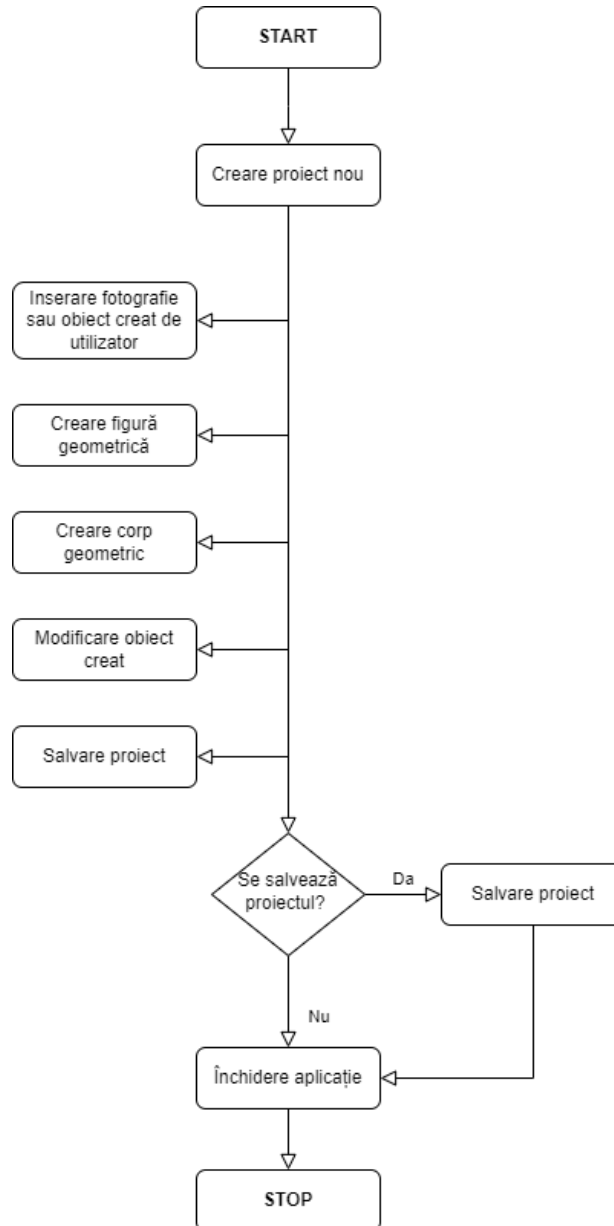 START
Creare proiect nou
Inserare fotografie
sau obiect creat de
utilizator
Creare figură
geometrică
Creare corp
geometric
Modificare obiect
creat
Salvare proiect
Se salvează
proiectul?
Da
Salvare proiect
Nu
Închidere aplicație
STOP